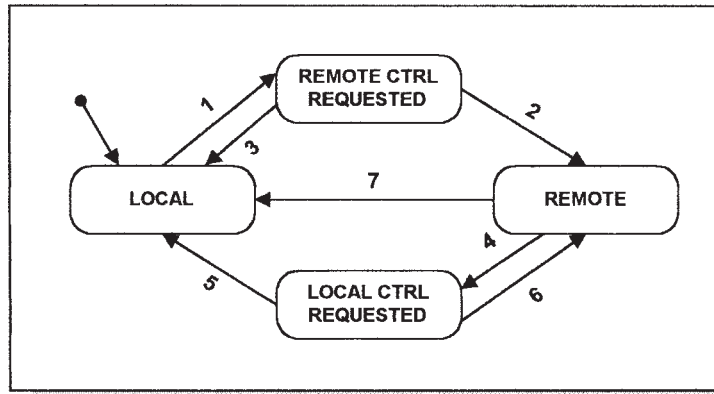 REMOTE CTRL
REQUESTED
1
2
3
LOCAL
7
REMOTE
4
5
LOCAL CTRL
REQUESTED
6